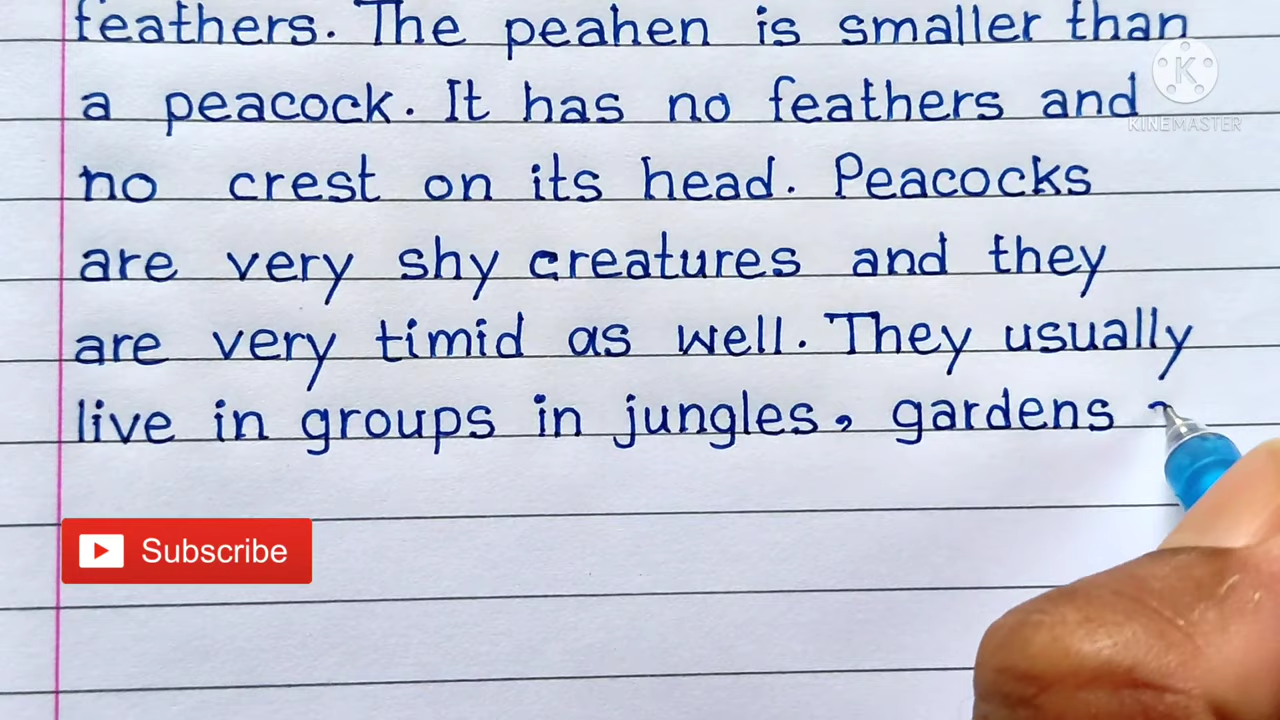 feathers. The peahen is smaller than
a peacock. It has no feathers and
no crest on its head. Peacocks
are very shy creatures and they
are very timid as well. They usually
live in groups in jungles, gardens
K
KINEMASTER
Subscribe